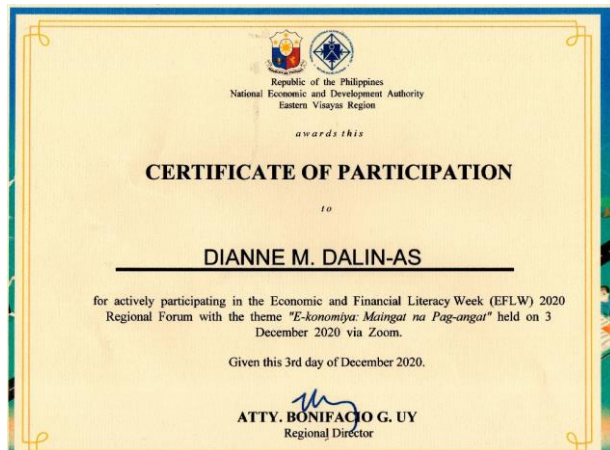 Republic of the Philippines
National Economic and Development Authority
Eastern Visayas Region
awards this
CERTIFICATE OF PARTICIPATION
to
DIANNE M. DALIN-AS
for actively participating in the Economic and Financial Literacy Week (EFLW) 2020
Regional Forum with the theme "E-konomiya: Maingat na Pag-angat" held on 3
December 2020 via Zoom.
Given this 3rd day of December 2020.
ATTY. BONIFACIO G. UY
Regional Director